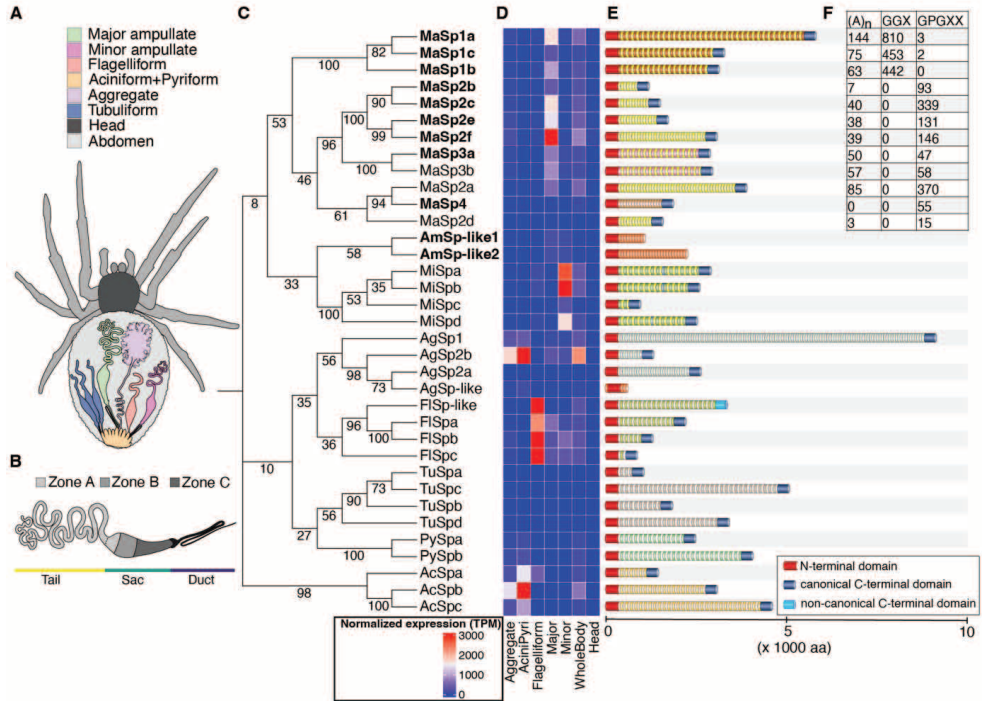 A
Major ampullate
Minor ampullate
Flagelliform
Aciniform+Pyriform
Aggregate
Tubuliform
Head
Abdomen
B
Zone A Zone B Zone C
Tail Sac Duct
C
MaSp1a
MaSp1c
MaSp1b
MaSp2b
MaSp2c
MaSp2e
MaSp2f
MaSp3a
MaSp3b
MaSp2a
MaSp4
MaSp2d
AmSp-like1
AmSp-like2
MiSpa
MiSpb
MiSpc
MiSpd
AgSp1
AgSp2b
AgSp2a
AgSp-like
FlSp-like
FlSpa
FlSpb
FlSpc
TuSpa
TuSpc
TuSpb
TuSpd
PySpa
PySpb
AcSpa
AcSpb
AcSpc
82
100
53
90
100
99
96
100
46
94
61
8
58
33
35
53
100
56
98
73
35
96
100
36
10
73
90
56
27
100
98
100
D
Aggregate
AciniPyri
Flagelliform
Major
Minor
WholeBody
Head
Normalized expression (TPM)
3000
2000
1000
0
E
N-terminal domain
canonical C-terminal domain
non-canonical C-terminal domain
0 5 10
(x 1000 aa)
F
(A)n GGX GPGXX
144 810 3
75 453 2
63 442 0
7 0 93
40 0 339
38 0 131
39 0 146
50 0 47
57 0 58
85 0 370
0 0 55
3 0 15